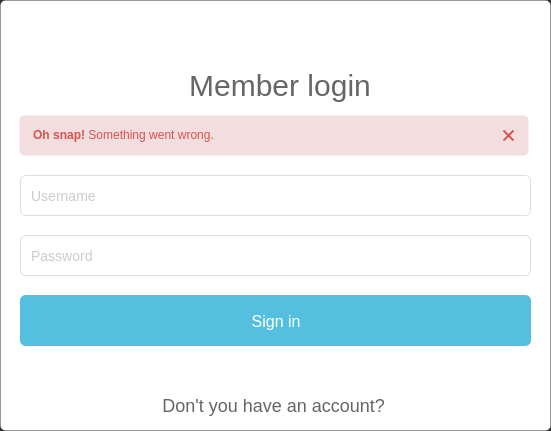 Member login
Oh snap! Something went wrong.
Username
Password
Sign in
Don't you have an account?